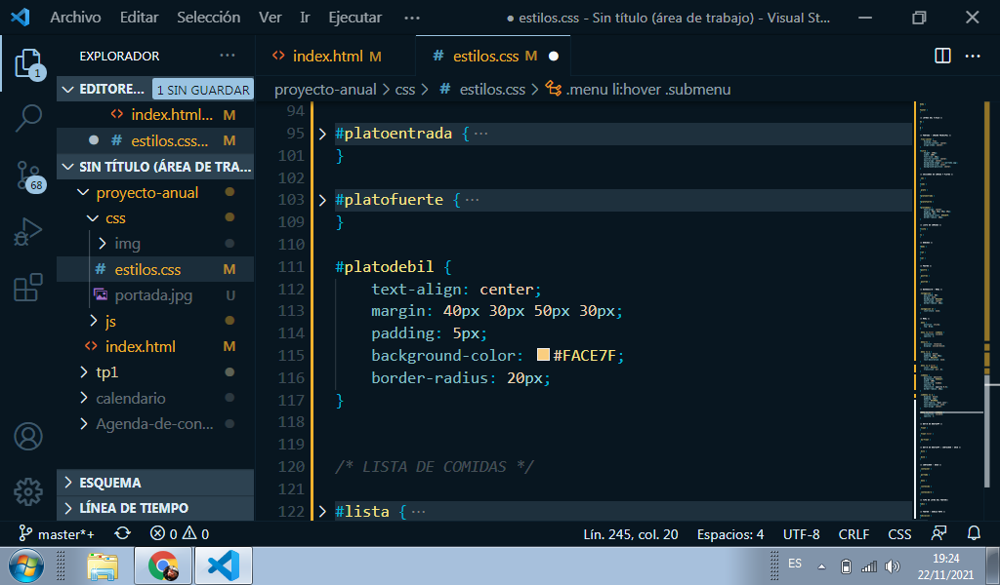 Archivo Editar Selección Ver Ir Ejecutar ··· ● estilos.css - Sin título (área de trabajo) - Visual St...
EXPLORADOR ···
EDITORE... 1 SIN GUARDAR
<> index.html... M
● # estilos.css... M
SIN TÍTULO (ÁREA DE TRA...
proyecto-anual
css
img
# estilos.css M
portada.jpg U
js
<> index.html M
tp1
calendario
Agenda-de-con...
ESQUEMA
LÍNEA DE TIEMPO
1
68
<> index.html M # estilos.css M ●
proyecto-anual > css > # estilos.css > .menu li:hover .submenu
94
95 #platoentrada { ···
101 }
102
103 #platofuerte { ···
109 }
110
111 #platodebil {
112 text-align: center;
113 margin: 40px 30px 50px 30px;
114 padding: 5px;
115 background-color: #FACE7F;
116 border-radius: 20px;
117 }
118
119
120 /* LISTA DE COMIDAS */
121
122 #lista { ···
master*+ 0 0 Lín. 245, col. 20 Espacios: 4 UTF-8 CRLF CSS
ES 19:24
22/11/2021